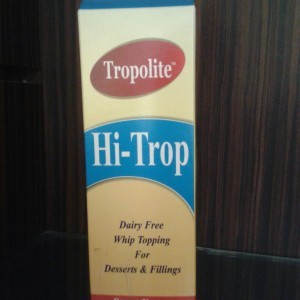 Tropolite™
Hi-Trop
Dairy Free
Whip Topping
For
Desserts & Fillings